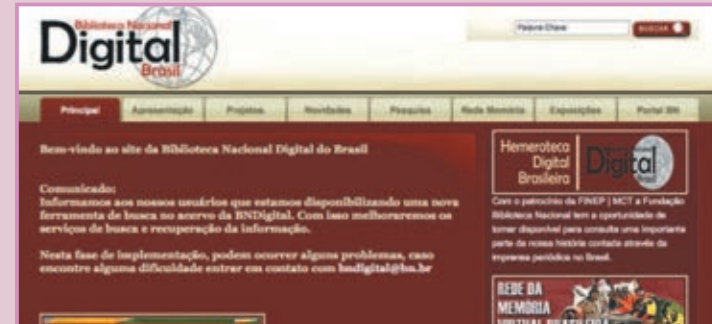 Biblioteca Nacional
Digital
Brasil
Palavra Chave
BUSCAR
Principal
Apresentação
Projetos
Novidades
Pesquisa
Rede Memória
Exposições
Portal BN
Bem-vindo ao site da Biblioteca Nacional Digital do Brasil
Comunicado:
Informamos aos nossos usuários que estamos disponibilizando uma nova
ferramenta de busca no acervo da BNDigital. Com isso melhoraremos os
serviços de busca e recuperação da informação.
Nesta fase de implementação, podem ocorrer alguns problemas, caso
encontre alguma dificuldade entrar em contato com bndigital@bn.br
Hemeroteca
Digital
Brasileira
Digital
Com o patrocínio da FINEP | MCT a Fundação
Biblioteca Nacional tem a oportunidade de
tornar disponível para consulta uma importante
parte da nossa história contada através da
imprensa periódica no Brasil.
REDE DA
MEMÓRIA
VIRTUAL BRASILEIRA